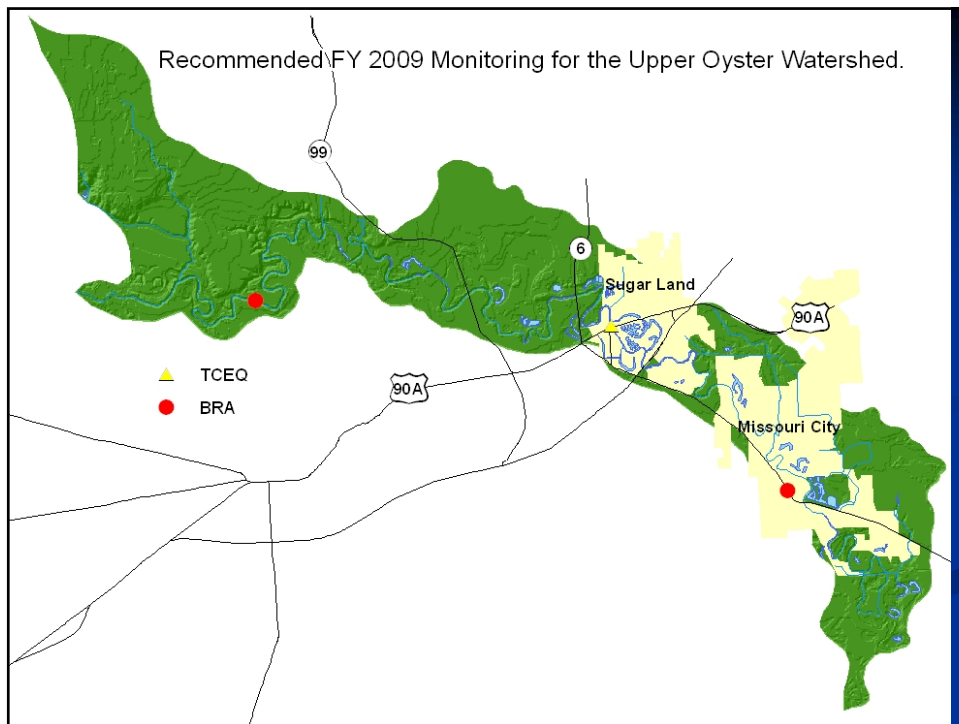 Recommended FY 2009 Monitoring for the Upper Oyster Watershed.
99
6
Sugar Land
90A
TCEQ
90A
BRA
Missouri City